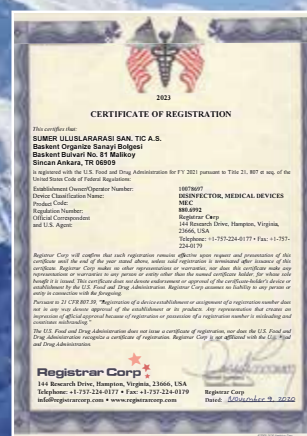 2023
CERTIFICATE OF REGISTRATION
This certifies that:
SUMER ULUSLARARASI SAN. TIC A.S.
Baskent Organize Sanayi Bolgesi
Baskent Bulvari No. 81 Malikoy
Sincan Ankara, TR 06909
is registered with the U.S. Food and Drug Administration for FY 2021 pursuant to Title 21, 807 et seq. of the
United States Code of Federal Regulations:
Establishment Owner/Operator Number: 10078697
Device Classification Name: DISINFECTOR, MEDICAL DEVICES
Product Code: MEC
Regulation Number: 880.6992
Official Correspondent Registrar Corp
and U.S. Agent: 144 Research Drive, Hampton, Virginia,
23666, USA
Telephone: +1-757-224-0177 • Fax: +1-757-
224-0179
Registrar Corp will confirm that such registration remains effective upon request and presentation of this
certificate until the end of the year stated above, unless said registration is terminated after issuance of this
certificate. Registrar Corp makes no other representations or warranties, nor does this certificate make any
representations or warranties to any person or entity other than the named certificate holder, for whose sole
benefit it is issued. This certificate does not denote endorsement or approval of the certificate-holder's device or
establishment by the U.S. Food and Drug Administration. Registrar Corp assumes no liability to any person or
entity in connection with the foregoing.
Pursuant to 21 CFR 807.39, "Registration of a device establishment or assignment of a registration number does
not in any way denote approval of the establishment or its products. Any representation that creates an
impression of official approval because of registration or possession of a registration number is misleading and
constitutes misbranding."
The U.S. Food and Drug Administration does not issue a certificate of registration, nor does the U.S. Food and
Drug Administration recognize a certificate of registration. Registrar Corp is not affiliated with the U.S. Food
and Drug Administration.
Registrar Corp
144 Research Drive, Hampton, Virginia, 23666, USA
Telephone: +1-757-224-0177 • Fax: +1-757-224-0179
info@registrarcorp.com • www.registrarcorp.com
Registrar Corp
Dated: November 9, 2020